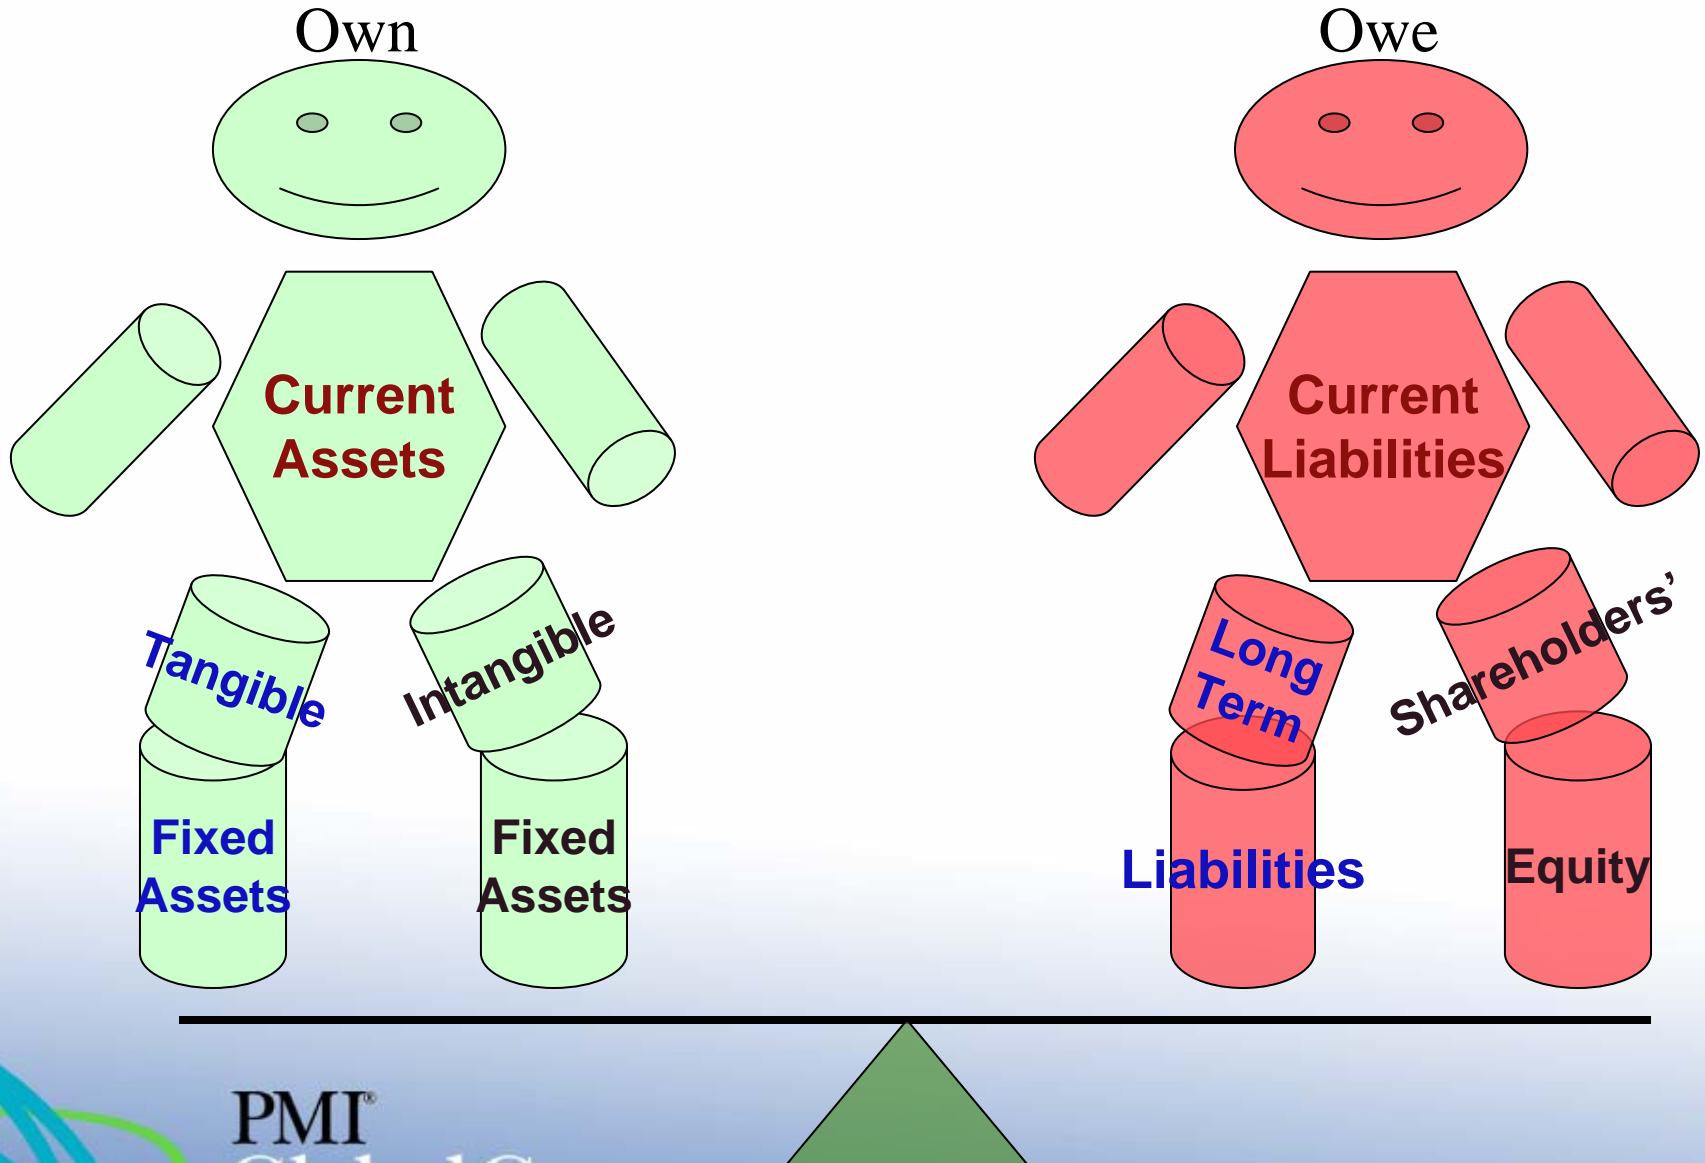 Own
Owe
Current
Assets
Current
Liabilities
Tangible
Intangible
Long
Term
Shareholders’
Fixed
Assets
Fixed
Assets
Liabilities
Equity
PMI®